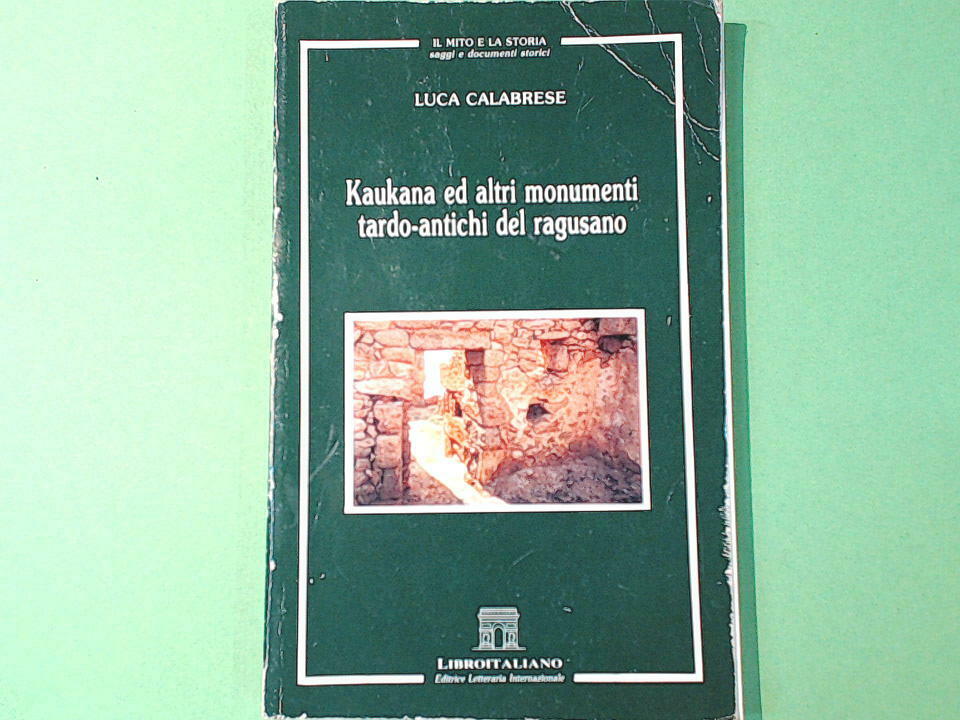 IL MITO E LA STORIA
saggi e documenti storici
LUCA CALABRESE
Kaukana ed altri monumenti
tardo-antichi del ragusano
LIBROITALIANO
Editrice Letteraria Internazionale